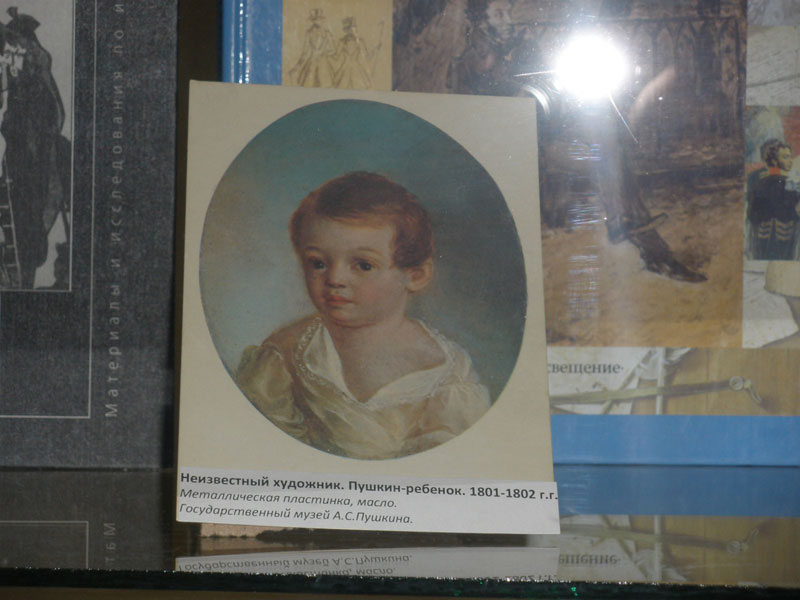 Материалы и исследования по и
свещение·
Неизвестный художник. Пушкин-ребенок. 1801-1802 г.г.
Металлическая пластинка, масло.
Государственный музей А.С.Пушкина.